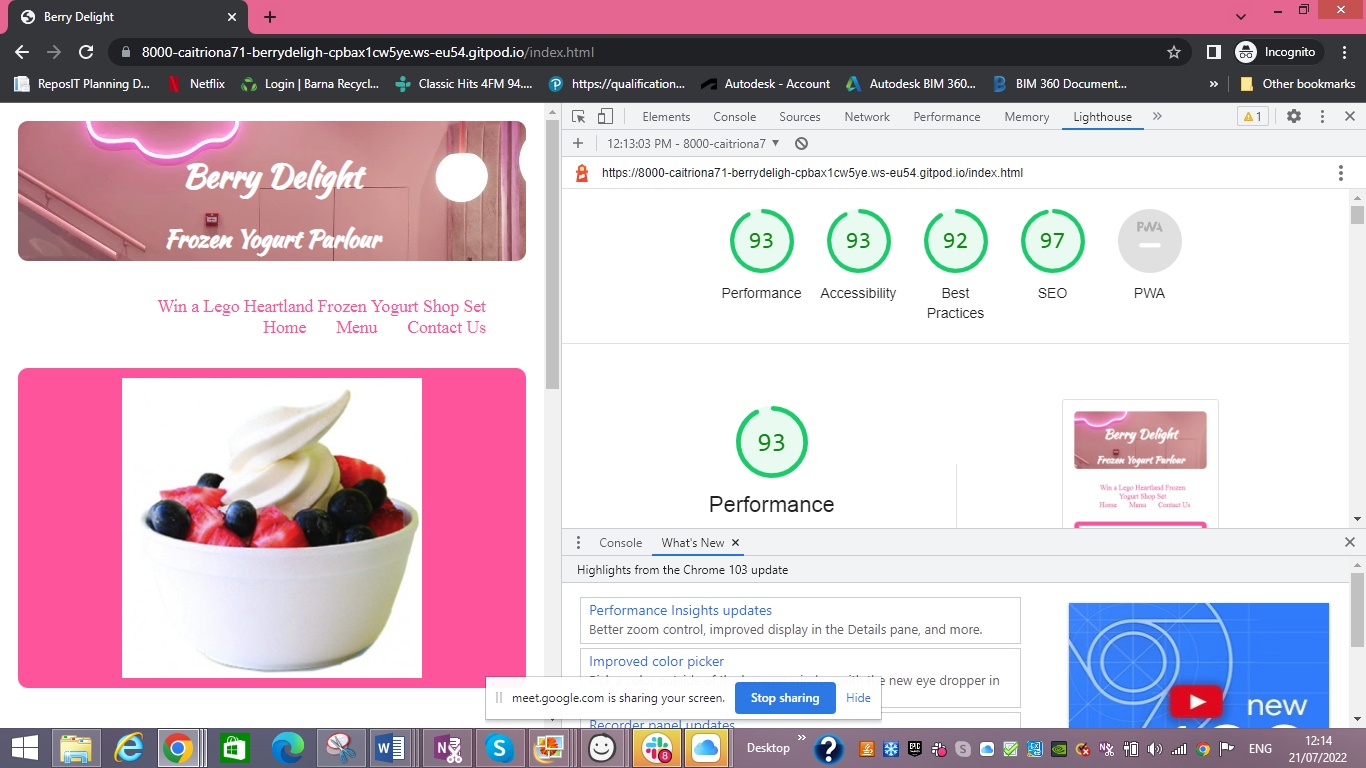 Berry Delight
Incognito
8000-caitriona71-berrydeligh-cpbax1cw5ye.ws-eu54.gitpod.io/index.html
ReposIT Planning D...
Netflix
Login | Barna Recycl...
Classic Hits 4FM 94....
https://qualification...
Autodesk - Account
Autodesk BIM 360...
BIM 360 Document...
»
Other bookmarks
Berry Delight
Frozen Yogurt Parlour
Win a Lego Heartland Frozen Yogurt Shop Set
Home Menu Contact Us
Elements Console Sources Network Performance Memory Lighthouse » 1
12:13:03 PM - 8000-caitriona7
https://8000-caitriona71-berrydeligh-cpbax1cw5ye.ws-eu54.gitpod.io/index.html
93 93 92 97 PWA
Performance Accessibility Best Practices SEO PWA
93
Performance
Berry Delight
Frozen Yogurt Parlour
Win a Lego Heartland Frozen
Yogurt Shop Set
Home Menu Contact Us
Console What's New
Highlights from the Chrome 103 update
Performance Insights updates
Better zoom control, improved display in the Details pane, and more.
Improved color picker
the new eye dropper in
Recorder panel updates
new
meet.google.com is sharing your screen. Stop sharing Hide
Desktop » ENG
8
12:14
21/07/2022